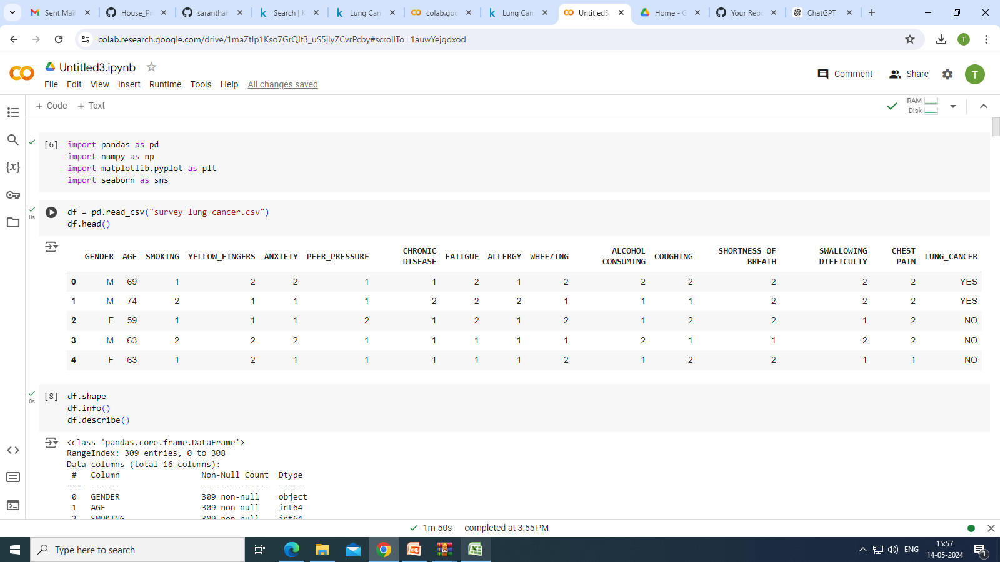 Sent Mail
House_Pr
saranthar
Search | K
Lung Can
colab.goo
Lung Can
Untitled3
Home - G
Your Repo
ChatGPT
colab.research.google.com/drive/1maZtIp1Kso7GrQIt3_uS5jlyZCvrPcby#scrollTo=1auwYejgdxod
T
Untitled3.ipynb
File Edit View Insert Runtime Tools Help All changes saved
Comment Share T
+ Code + Text
RAM
Disk
[6] import pandas as pd
import numpy as np
import matplotlib.pyplot as plt
import seaborn as sns
0s
df = pd.read_csv("survey lung cancer.csv")
df.head()
GENDER AGE SMOKING YELLOW_FINGERS ANXIETY PEER_PRESSURE CHRONIC DISEASE FATIGUE ALLERGY WHEEZING ALCOHOL CONSUMING COUGHING SHORTNESS OF BREATH SWALLOWING DIFFICULTY CHEST PAIN LUNG_CANCER
0 M 69 1 2 2 1 1 2 1 2 2 2 2 2 2 YES
1 M 74 2 1 1 1 2 2 2 1 1 1 2 2 2 YES
2 F 59 1 1 1 2 1 2 1 2 1 2 2 1 2 NO
3 M 63 2 2 2 1 1 1 1 1 2 1 1 2 2 NO
4 F 63 1 2 1 1 1 1 1 2 1 2 2 1 1 NO
0s
[8] df.shape
df.info()
df.describe()
<class 'pandas.core.frame.DataFrame'>
RangeIndex: 309 entries, 0 to 308
Data columns (total 16 columns):
# Column Non-Null Count Dtype
--- ------ -------------- -----
0 GENDER 309 non-null object
1 AGE 309 non-null int64
2 SMOKING 309 non-null int64
1m 50s completed at 3:55 PM
Type here to search
ENG
15:57
14-05-2024
1